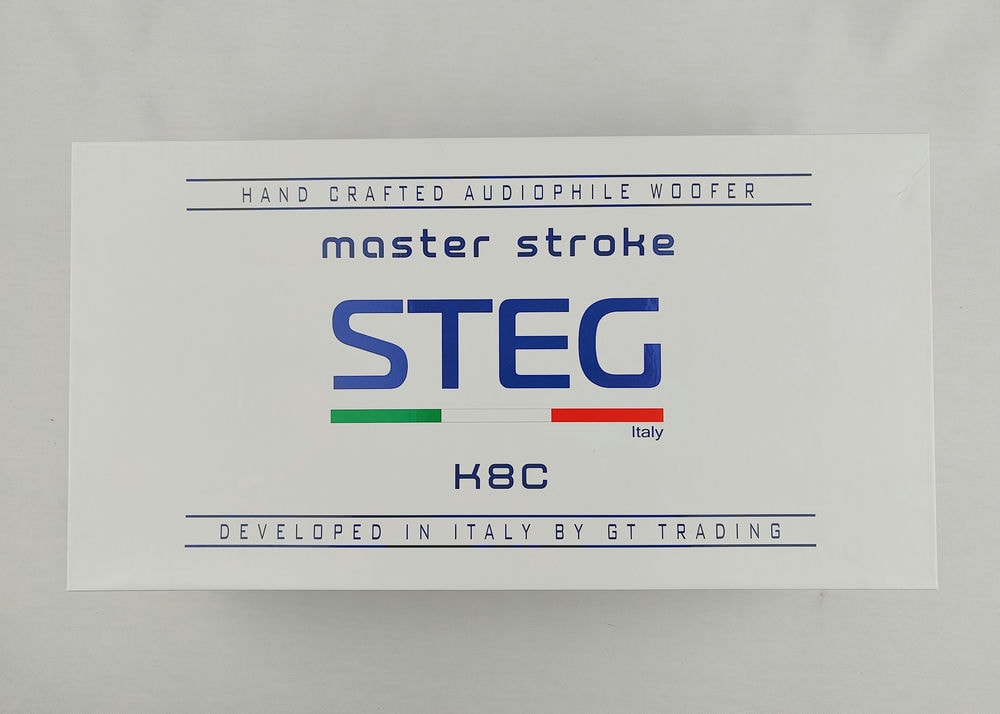 HAND CRAFTED AUDIOPHILE WOOFER
master stroke
STEG
Italy
K8C
DEVELOPED IN ITALY BY GT TRADING